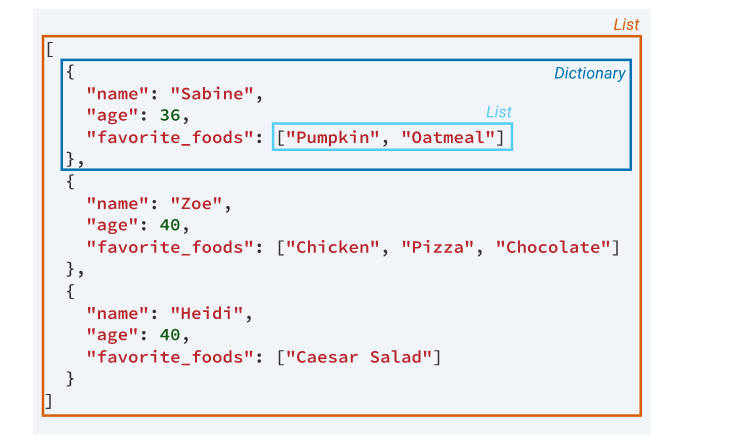 List
[
{
Dictionary
"name": "Sabine",
"age": 36,
List
"favorite_foods": ["Pumpkin", "Oatmeal"]
},
{
"name": "Zoe",
"age": 40,
"favorite_foods": ["Chicken", "Pizza", "Chocolate"]
},
{
"name": "Heidi",
"age": 40,
"favorite_foods": ["Caesar Salad"]
}
]